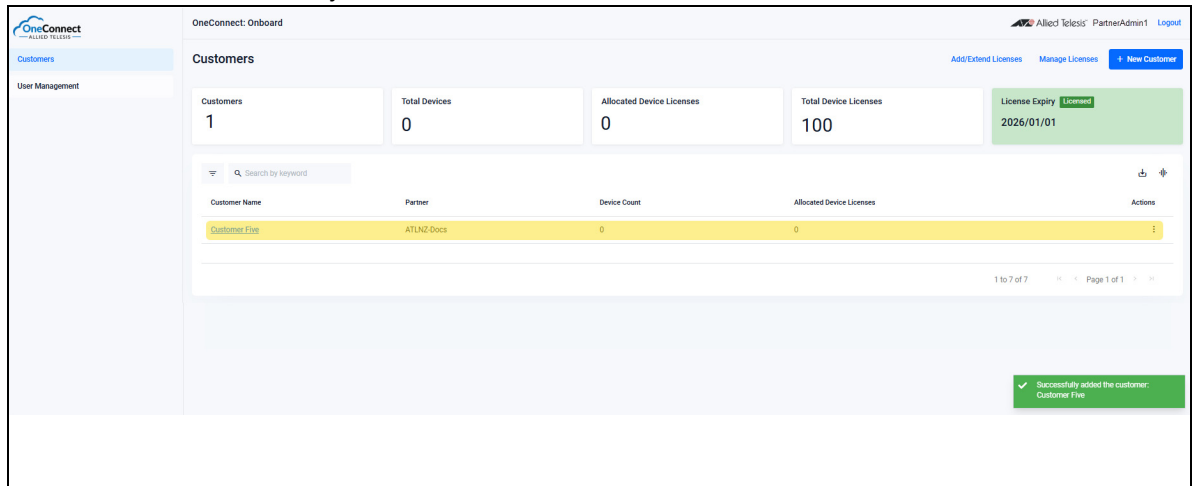 OneConnect
ALLIED TELESIS
OneConnect: Onboard
Allied Telesis PartnerAdmin1 Logout
Customers
User Management
Customers
Add/Extend Licenses Manage Licenses + New Customer
Customers
1
Total Devices
0
Allocated Device Licenses
0
Total Device Licenses
100
License Expiry Licensed
2026/01/01
Search by keyword
Customer Name Partner Device Count Allocated Device Licenses Actions
Customer Five ATLNZ-Docs 0 0
1 to 7 of 7 Page 1 of 1
Successfully added the customer:
Customer Five